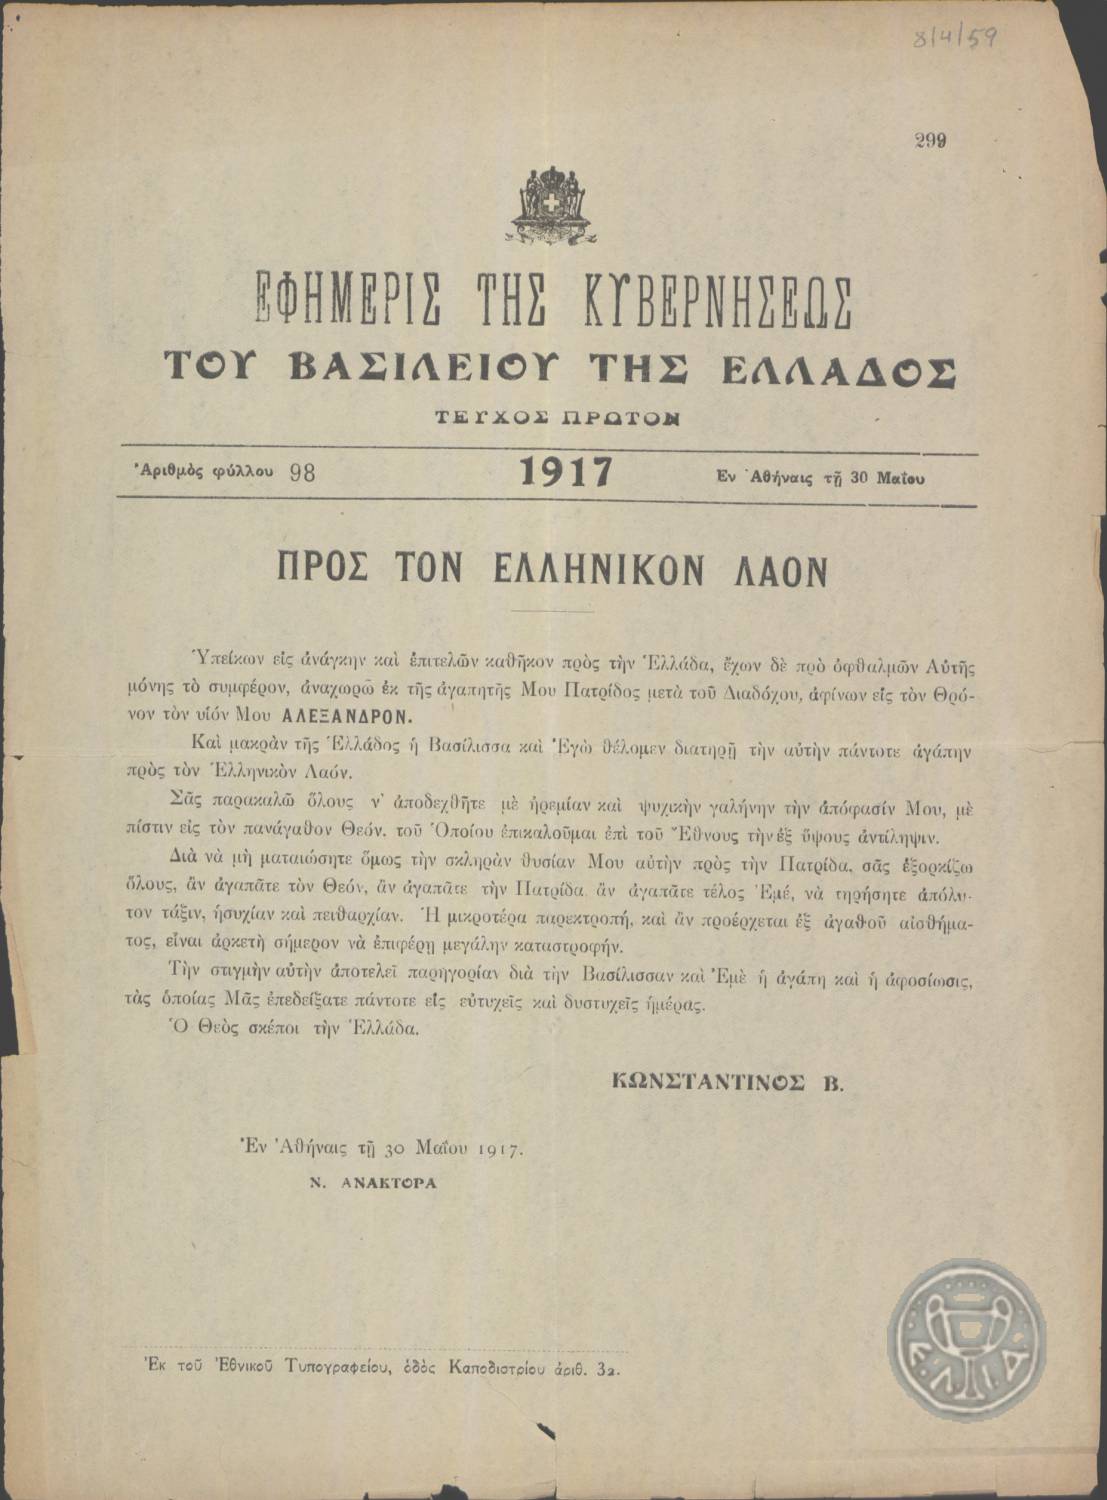 8/4/59
299
ΕΦΗΜΕΡΙΣ ΤΗΣ ΚΥΒΕΡΝΗΣΕΩΣ
ΤΟΥ ΒΑΣΙΛΕΙΟΥ ΤΗΣ ΕΛΛΑΔΟΣ
ΤΕΥΧΟΣ ΠΡΩΤΟΝ
Ἀριθμὸς φύλλου 98 1917 Εν Ἀθήναις τῇ 30 Μαΐου
ΠΡΟΣ ΤΟΝ ΕΛΛΗΝΙΚΟΝ ΛΑΟΝ
Ὑπείκων εἰς ἀνάγκην καὶ ἐπιτελῶν καθῆκον πρὸς τὴν Ἑλλάδα, ἔχων δὲ πρὸ ὀφθαλμῶν Αὐτῆς
μόνης τὸ συμφέρον, ἀναχωρῶ ἐκ τῆς ἀγαπητῆς Μου Πατρίδος μετὰ τοῦ Διαδόχου, ἀφίνων εἰς τὸν Θρό-
νον τὸν υἱόν Μου ΑΛΕΞΑΝΔΡΟΝ.
Καὶ μακρὰν τῆς Ἑλλάδος ἡ Βασίλισσα καὶ Ἐγὼ θέλομεν διατηρῇ τὴν αὐτὴν πάντοτε ἀγάπην
πρὸς τὸν Ἑλληνικὸν Λαόν.
Σᾶς παρακαλῶ ὅλους ν' ἀποδεχθῆτε μὲ ἠρεμίαν καὶ ψυχικὴν γαλήνην τὴν ἀπόφασίν Μου, μὲ
πίστιν εἰς τὸν πανάγαθον Θεόν. τοῦ Ὁποίου ἐπικαλοῦμαι ἐπὶ τοῦ Ἔθνους τὴν ἐξ ὕψους ἀντίληψιν.
Διὰ νὰ μὴ ματαιώσητε ὅμως τὴν σκληρὰν θυσίαν Μου αὐτὴν πρὸς τὴν Πατρίδα, σᾶς ἐξορκίζω
ὅλους, ἂν ἀγαπᾶτε τὸν Θεόν, ἂν ἀγαπᾶτε τὴν Πατρίδα ἂν ἀγαπᾶτε τέλος Ἐμέ, νὰ τηρήσητε ἀπόλυ-
τον τάξιν, ἡσυχίαν καὶ πειθαρχίαν. Ἡ μικροτέρα παρεκτροπή, καὶ ἂν προέρχεται ἐξ ἀγαθοῦ αἰσθήμα-
τος, εἶναι ἀρκετὴ σήμερον νὰ ἐπιφέρῃ μεγάλην καταστροφήν.
Τὴν στιγμὴν αὐτὴν ἀποτελεῖ παρηγορίαν διὰ τὴν Βασίλισσαν καὶ Ἐμὲ ἡ ἀγάπη καὶ ἡ ἀφοσίωσις,
τὰς ὁποίας Μᾶς ἐπεδείξατε πάντοτε εἰς εὐτυχεῖς καὶ δυστυχεῖς ἡμέρας.
Ὁ Θεὸς σκέποι τὴν Ἑλλάδα.
ΚΩΝΣΤΑΝΤΙΝΟΣ Β.
Ἐν Ἀθήναις τῇ 30 Μαΐου 1917.
Ν. ΑΝΑΚΤΟΡΑ
Ἐκ τοῦ Ἐθνικοῦ Τυπογραφείου, ὁδὸς Καποδιστρίου ἀριθ. 32.